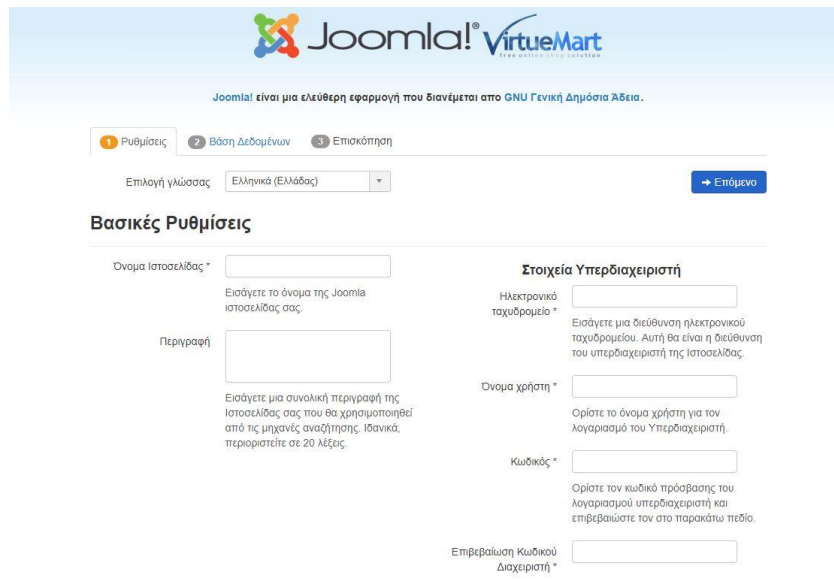 Joomla!® VirtueMart
free online shop solution
Joomla! είναι μια ελεύθερη εφαρμογή που διανέμεται απο GNU Γενική Δημόσια Άδεια.
1 Ρυθμίσεις 2 Βάση Δεδομένων 3 Επισκόπηση
Επιλογή γλώσσας Ελληνικά (Ελλάδας) Επόμενο
Βασικές Ρυθμίσεις
Όνομα Ιστοσελίδας *
Εισάγετε το όνομα της Joomla
ιστοσελίδας σας.
Περιγραφή
Εισάγετε μια συνολική περιγραφή της
Ιστοσελίδας σας που θα χρησιμοποιηθεί
από τις μηχανές αναζήτησης. Ιδανικά,
περιοριστείτε σε 20 λέξεις.
Στοιχεία Υπερδιαχειριστή
Ηλεκτρονικό
ταχυδρομείο *
Εισάγετε μια διεύθυνση ηλεκτρονικού
ταχυδρομείου. Αυτή θα είναι η διεύθυνση
του υπερδιαχειριστή της Ιστοσελίδας.
Όνομα χρήστη *
Ορίστε το όνομα χρήστη για τον
λογαριασμό του Υπερδιαχειριστή.
Κωδικός *
Ορίστε τον κωδικό πρόσβασης του
λογαριασμού υπερδιαχειριστή και
επιβεβαιώστε τον στο παρακάτω πεδίο.
Επιβεβαίωση Κωδικού
Διαχειριστή *